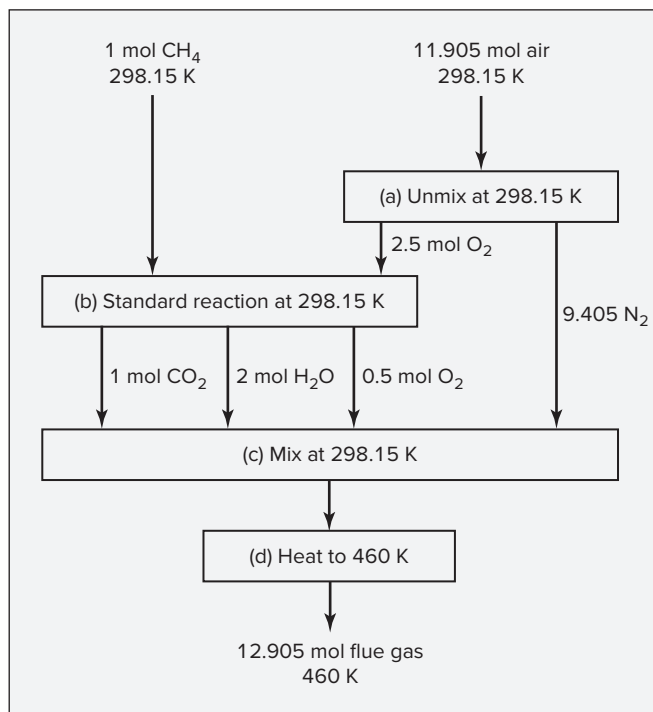 1 mol CH₄
298.15 K
11.905 mol air
298.15 K
(a) Unmix at 298.15 K
2.5 mol O₂
(b) Standard reaction at 298.15 K
9.405 N₂
1 mol CO₂
2 mol H₂O
0.5 mol O₂
(c) Mix at 298.15 K
(d) Heat to 460 K
12.905 mol flue gas
460 K